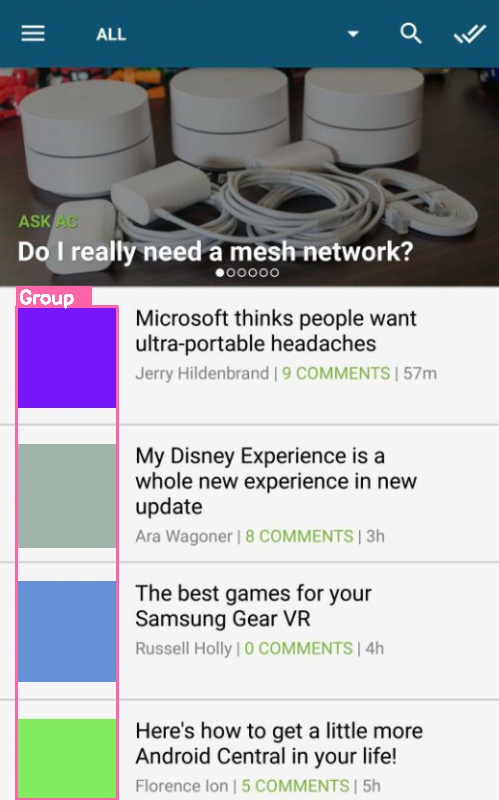 ALL
ASK AC
Do I really need a mesh network?
Group
Microsoft thinks people want
ultra-portable headaches
Jerry Hildenbrand | 9 COMMENTS | 57m
My Disney Experience is a
whole new experience in new
update
Ara Wagoner | 8 COMMENTS | 3h
The best games for your
Samsung Gear VR
Russell Holly | 0 COMMENTS | 4h
Here's how to get a little more
Android Central in your life!
Florence Ion | 5 COMMENTS | 5h